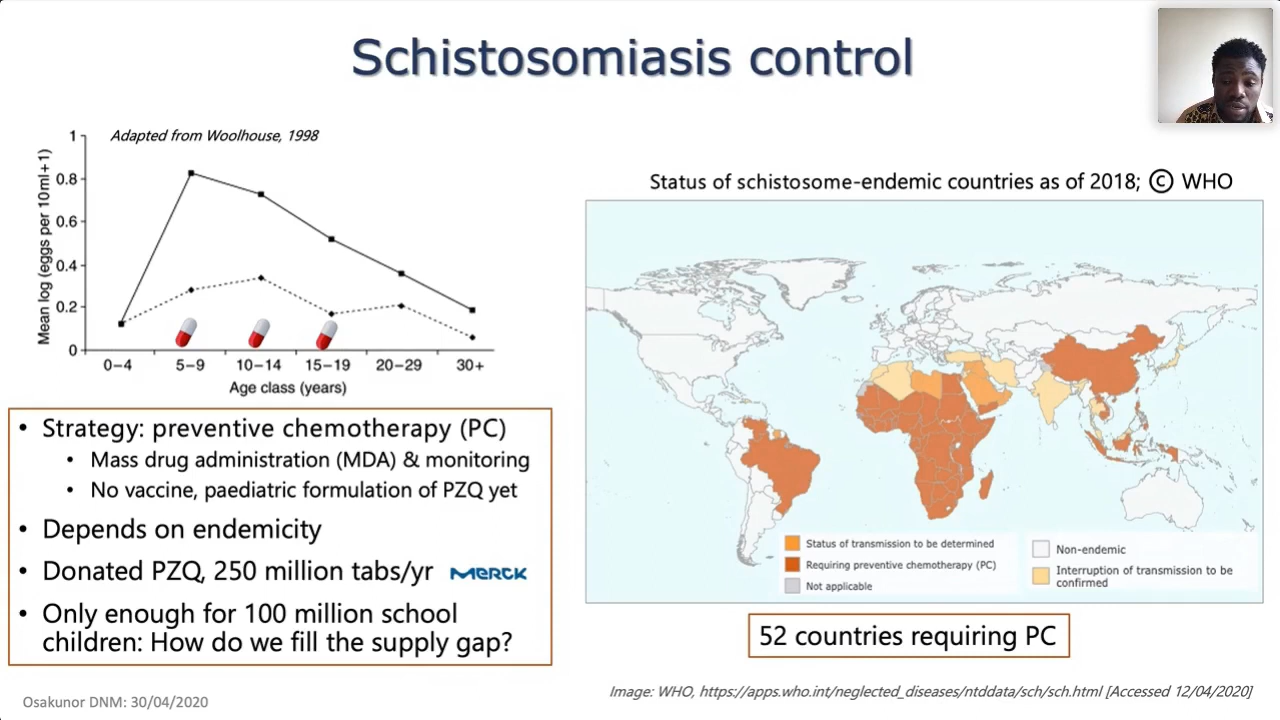 Schistosomiasis control
Adapted from Woolhouse, 1998
Mean log (eggs per 10ml+1)
1
0.8
0.6
0.4
0.2
0
0–4 5–9 10–14 15–19 20–29 30+
Age class (years)
• Strategy: preventive chemotherapy (PC)
• Mass drug administration (MDA) & monitoring
• No vaccine, paediatric formulation of PZQ yet
• Depends on endemicity
• Donated PZQ, 250 million tabs/yr MERCK
• Only enough for 100 million school
children: How do we fill the supply gap?
Status of schistosome-endemic countries as of 2018; © WHO
Status of transmission to be determined
Requiring preventive chemotherapy (PC)
Not applicable
Non-endemic
Interruption of transmission to be
confirmed
52 countries requiring PC
Image: WHO, https://apps.who.int/neglected_diseases/ntddata/sch/sch.html [Accessed 12/04/2020]
Osakunor DNM: 30/04/2020